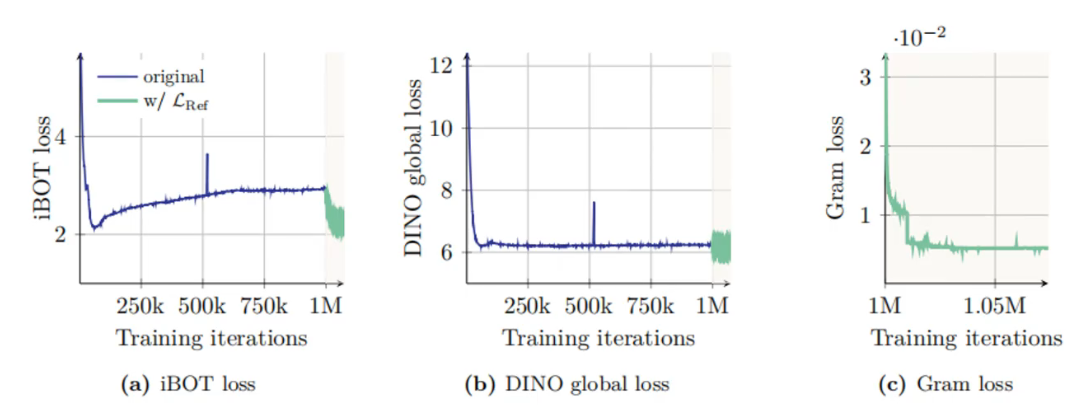 iBOT loss
4
2
original
w/ ℒRef
250k 500k 750k 1M
Training iterations
(a) iBOT loss
DINO global loss
12
10
8
6
250k 500k 750k 1M
Training iterations
(b) DINO global loss
·10−2
Gram loss
3
2
1
1M 1.05M
Training iterations
(c) Gram loss